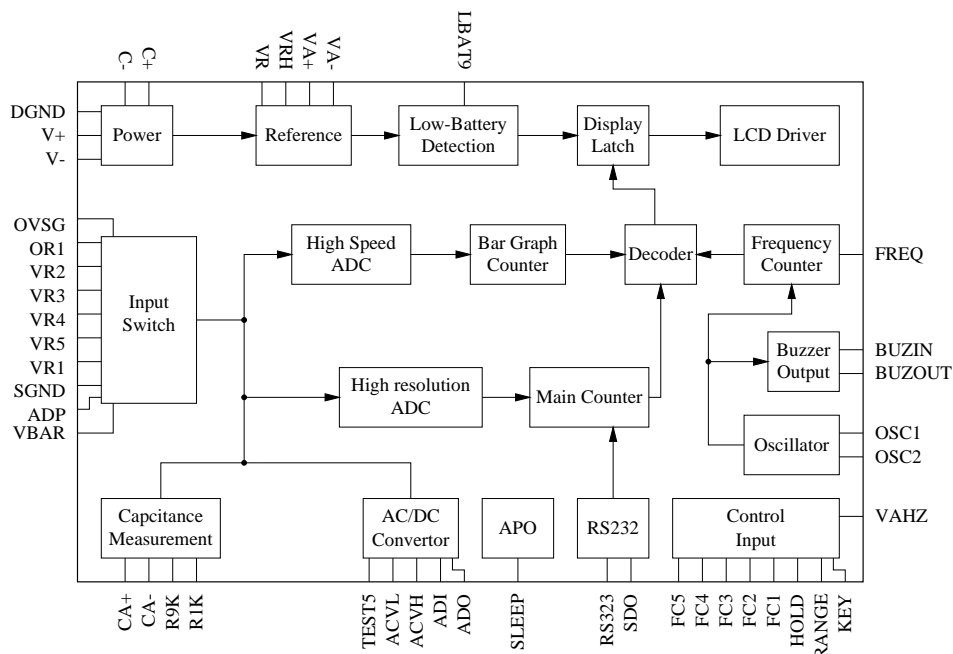 C-
C+
VR
VRH
VA+
VA-
LBAT9
DGND
V+
V-
Power
Reference
Low-Battery
Detection
Display
Latch
LCD Driver
OVSG
OR1
VR2
VR3
VR4
VR5
VR1
SGND
ADP
VBAR
Input
Switch
High Speed
ADC
Bar Graph
Counter
Decoder
Frequency
Counter
FREQ
Buzzer
Output
BUZIN
BUZOUT
High resolution
ADC
Main Counter
Oscillator
OSC1
OSC2
Capcitance
Measurement
AC/DC
Convertor
APO
RS232
Control
Input
VAHZ
CA+
CA-
R9K
R1K
TEST5
ACVL
ACVH
ADI
ADO
SLEEP
RS323
SDO
FC5
FC4
FC3
FC2
FC1
HOLD
RANGE
KEY